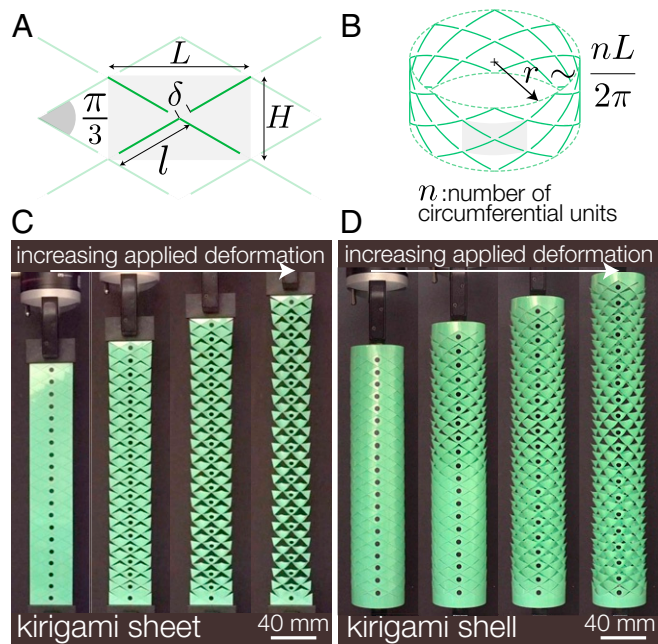 A
L
π/3
δ
H
l
B
r ~ nL/2π
n :number of
circumferential units
C
increasing applied deformation
kirigami sheet
40 mm
D
increasing applied deformation
kirigami shell
40 mm